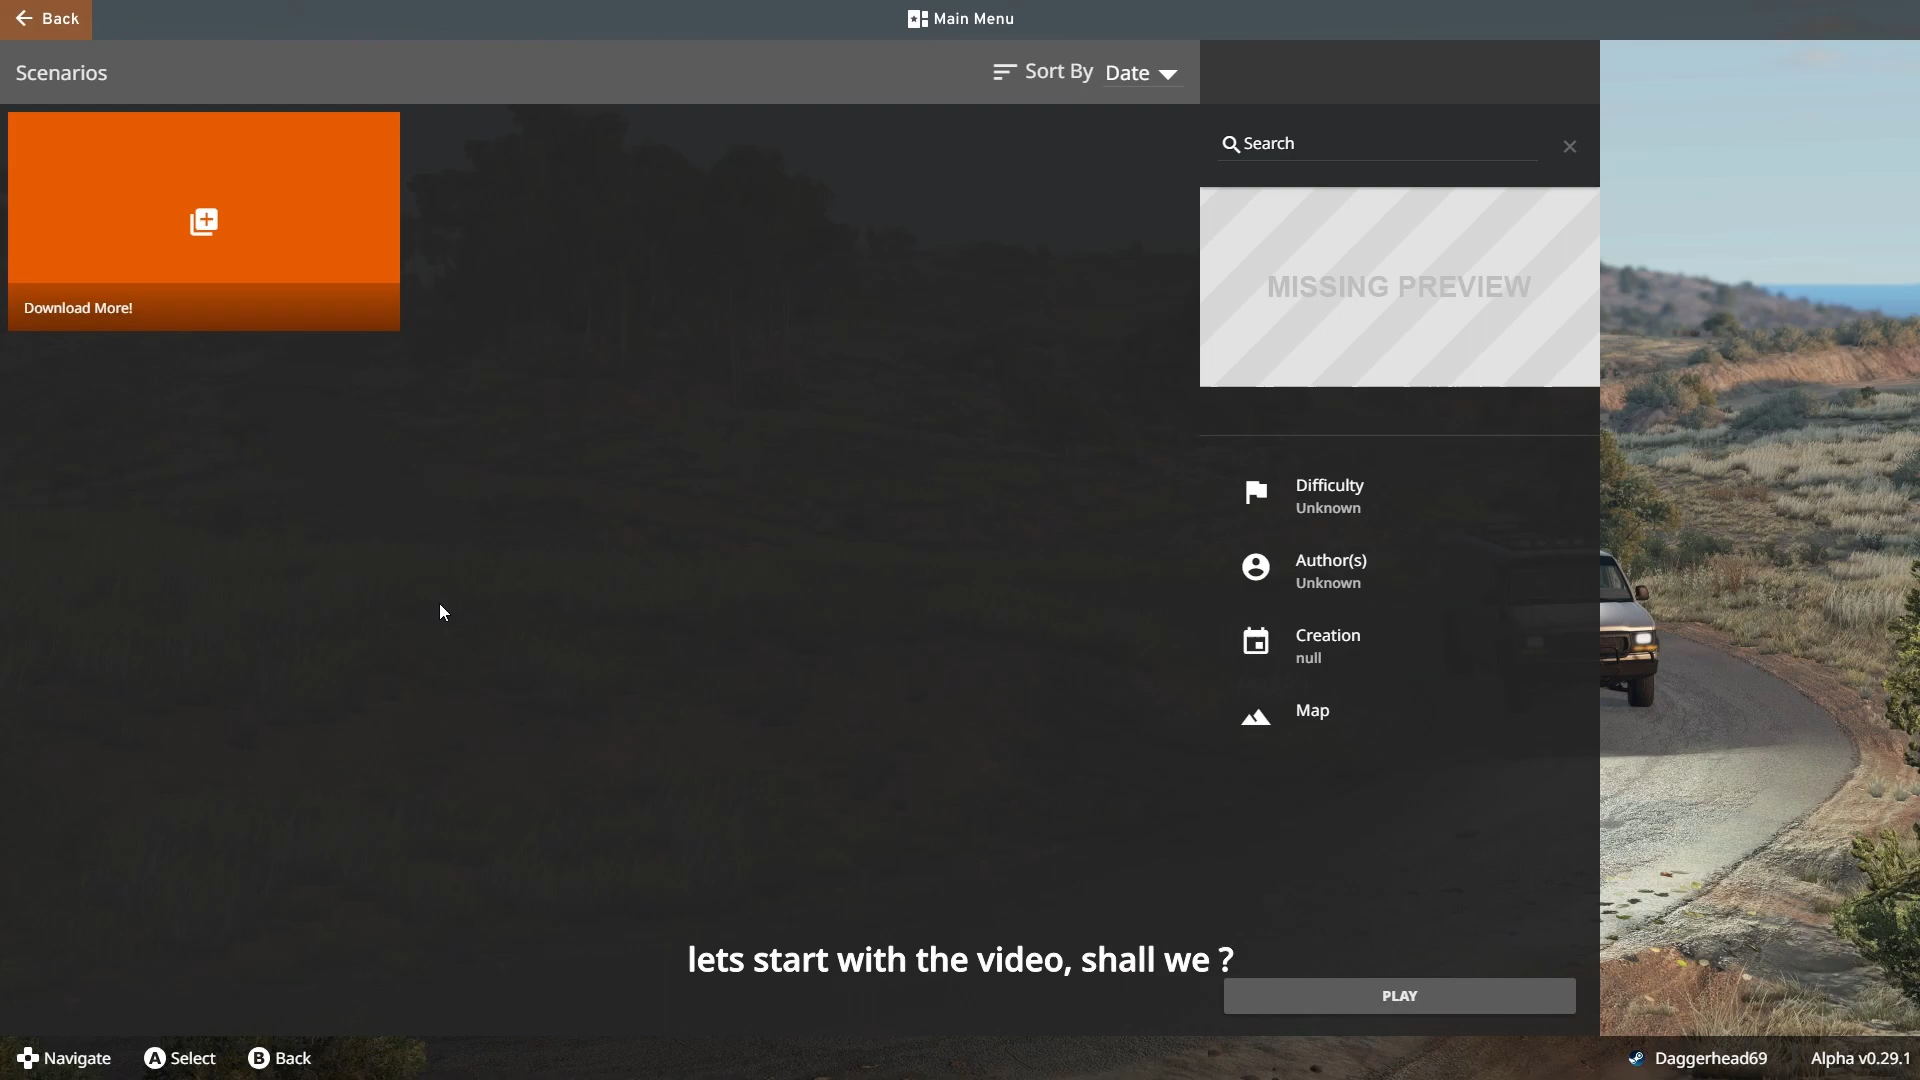 Back
Main Menu
Scenarios
Sort By Date
Search
MISSING PREVIEW
Download More!
Difficulty
Unknown
Author(s)
Unknown
Creation
null
Map
lets start with the video, shall we ?
PLAY
Navigate
A Select
B Back
Daggerhead69
Alpha v0.29.1